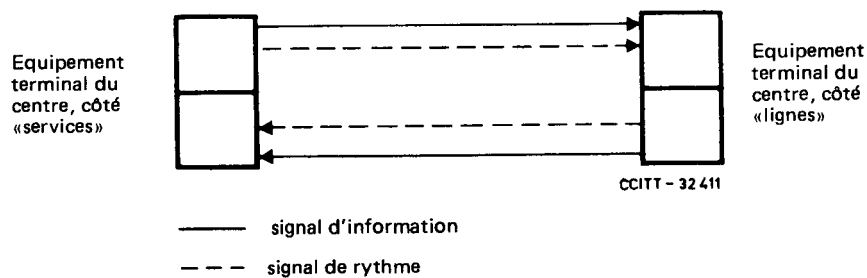 Equipement
terminal du
centre, côté
«services»
Equipement
terminal du
centre, côté
«lignes»
CCITT – 32 411
signal d'information
signal de rythme